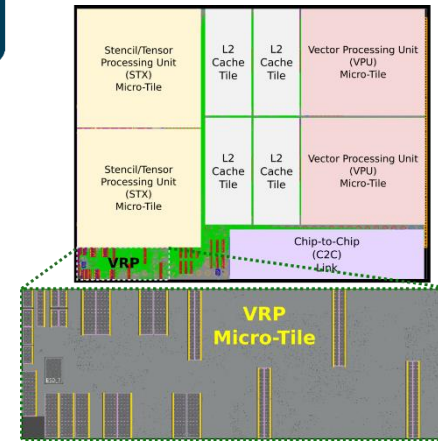 Stencil/Tensor
Processing Unit
(STX)
Micro-Tile
L2
Cache
Tile
L2
Cache
Tile
Vector Processing Unit
(VPU)
Micro-Tile
Stencil/Tensor
Processing Unit
(STX)
Micro-Tile
L2
Cache
Tile
L2
Cache
Tile
Vector Processing Unit
(VPU)
Micro-Tile
VRP
Chip-to-Chip
(C2C)
Link
VRP
Micro-Tile